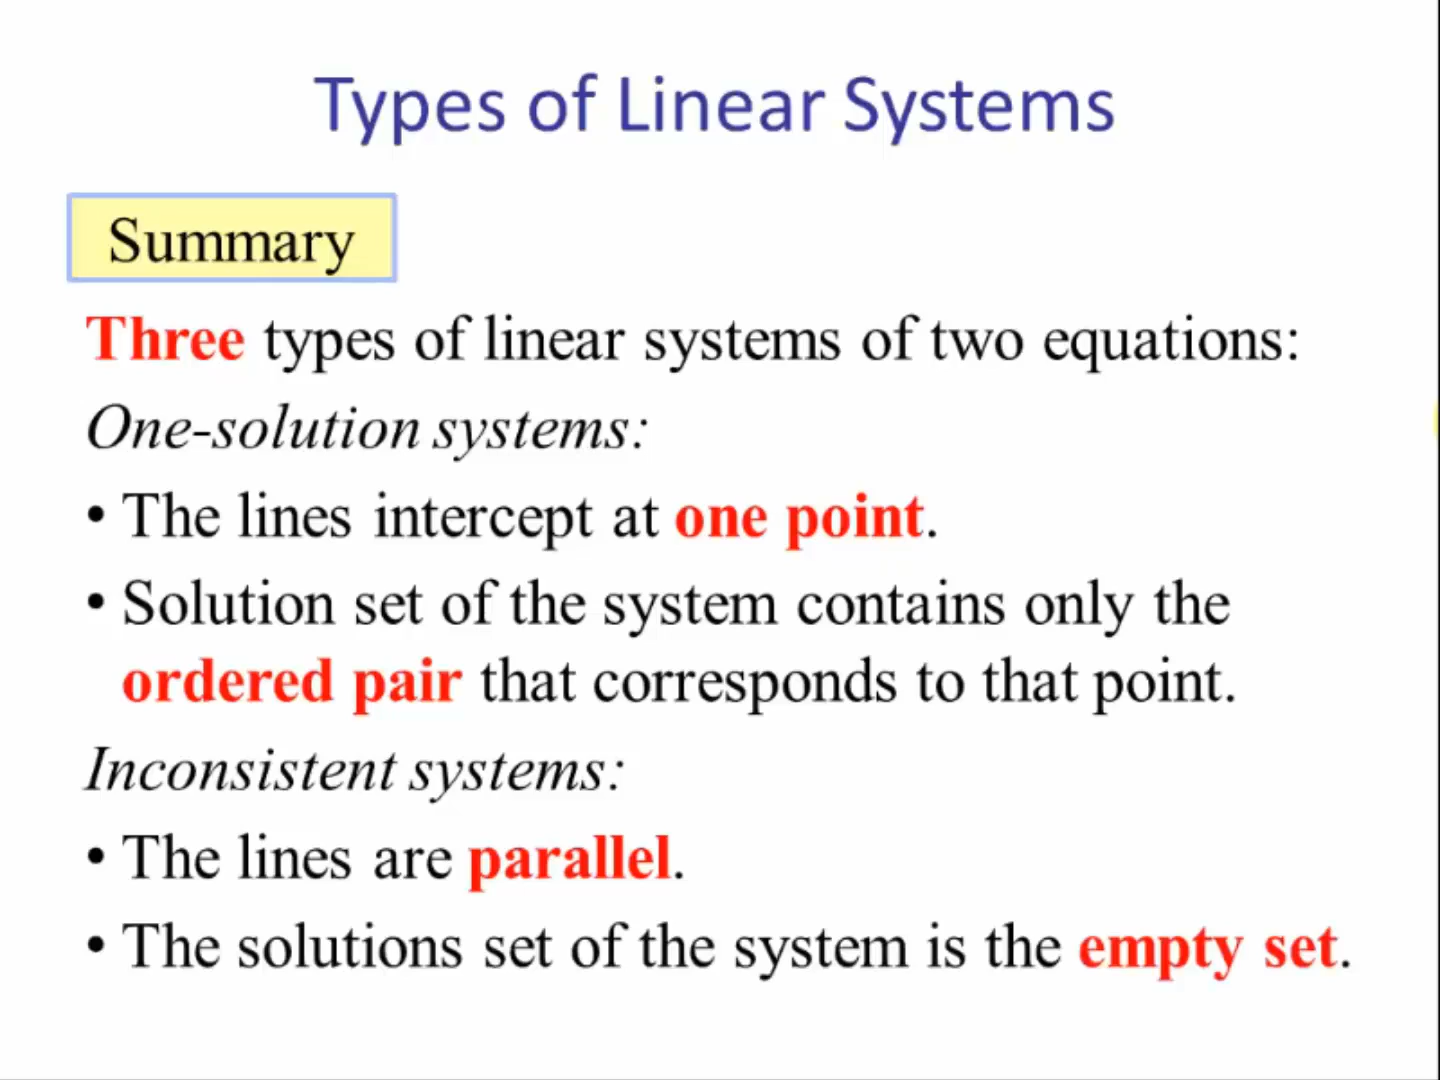 Types of Linear Systems
Summary
Three types of linear systems of two equations:
One-solution systems:
• The lines intercept at one point.
• Solution set of the system contains only the
ordered pair that corresponds to that point.
Inconsistent systems:
• The lines are parallel.
• The solutions set of the system is the empty set.